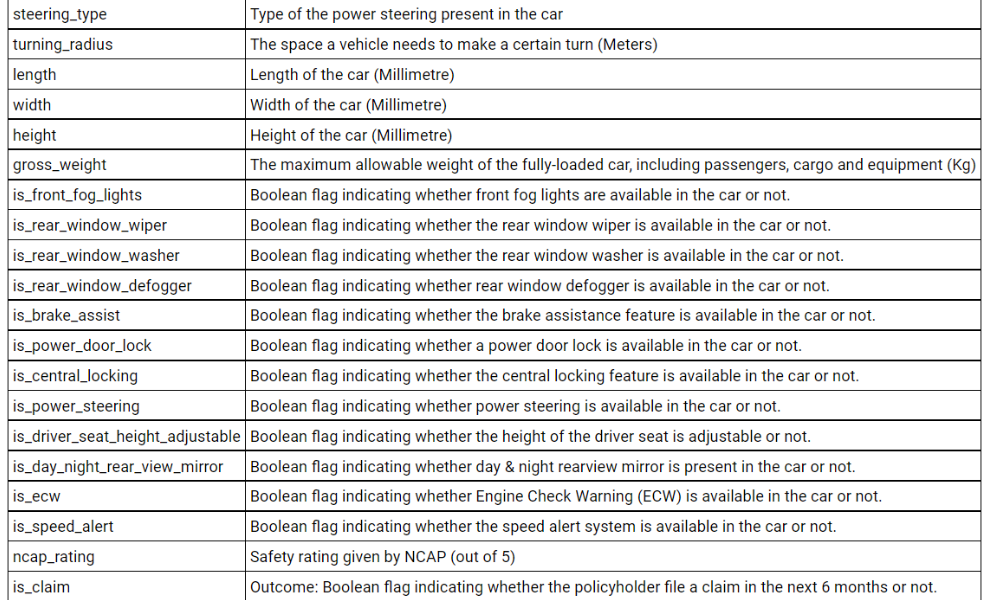 steering_type Type of the power steering present in the car
turning_radius The space a vehicle needs to make a certain turn (Meters)
length Length of the car (Millimetre)
width Width of the car (Millimetre)
height Height of the car (Millimetre)
gross_weight The maximum allowable weight of the fully-loaded car, including passengers, cargo and equipment (Kg)
is_front_fog_lights Boolean flag indicating whether front fog lights are available in the car or not.
is_rear_window_wiper Boolean flag indicating whether the rear window wiper is available in the car or not.
is_rear_window_washer Boolean flag indicating whether the rear window washer is available in the car or not.
is_rear_window_defogger Boolean flag indicating whether rear window defogger is available in the car or not.
is_brake_assist Boolean flag indicating whether the brake assistance feature is available in the car or not.
is_power_door_lock Boolean flag indicating whether a power door lock is available in the car or not.
is_central_locking Boolean flag indicating whether the central locking feature is available in the car or not.
is_power_steering Boolean flag indicating whether power steering is available in the car or not.
is_driver_seat_height_adjustable Boolean flag indicating whether the height of the driver seat is adjustable or not.
is_day_night_rear_view_mirror Boolean flag indicating whether day & night rearview mirror is present in the car or not.
is_ecw Boolean flag indicating whether Engine Check Warning (ECW) is available in the car or not.
is_speed_alert Boolean flag indicating whether the speed alert system is available in the car or not.
ncap_rating Safety rating given by NCAP (out of 5)
is_claim Outcome: Boolean flag indicating whether the policyholder file a claim in the next 6 months or not.